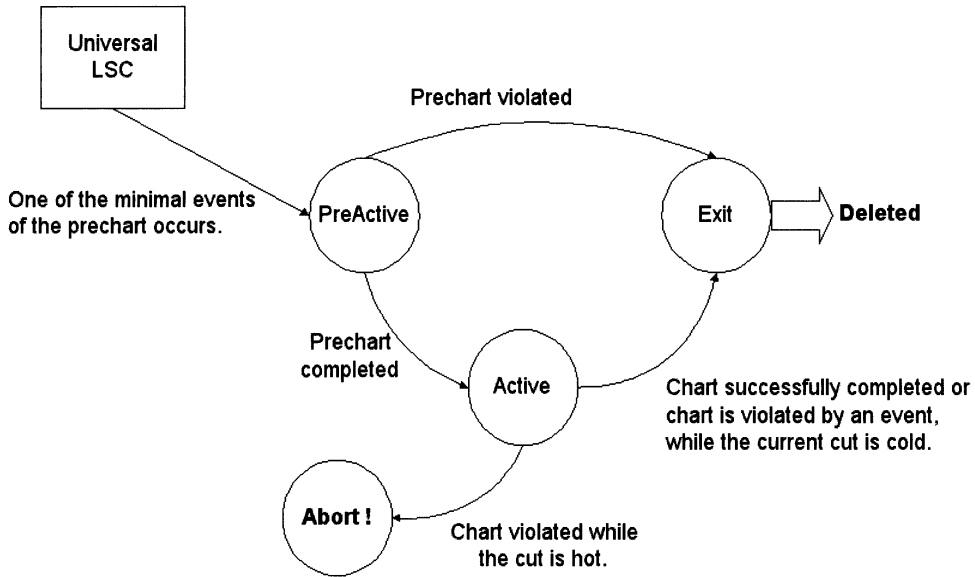 Universal
LSC
Prechart violated
One of the minimal events
of the prechart occurs.
PreActive
Exit
Deleted
Prechart
completed
Active
Chart successfully completed or
chart is violated by an event,
while the current cut is cold.
Abort !
Chart violated while
the cut is hot.